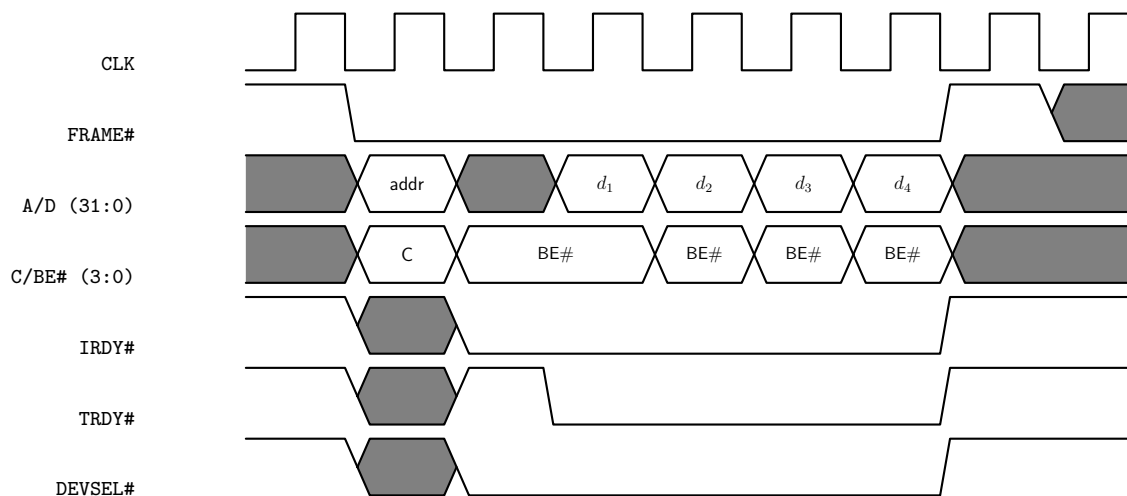 CLK
FRAME#
A/D (31:0) addr d₁ d₂ d₃ d₄
C/BE# (3:0) C BE# BE# BE# BE#
IRDY#
TRDY#
DEVSEL#